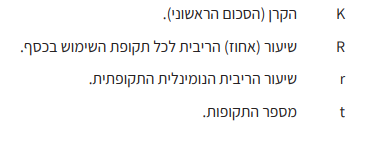 K הקרן (הסכום הראשוני).
R שיעור (אחוז) הריבית לכל תקופת השימוש בכסף.
r שיעור הריבית הנומינלית התקופתית.
t מספר התקופות.